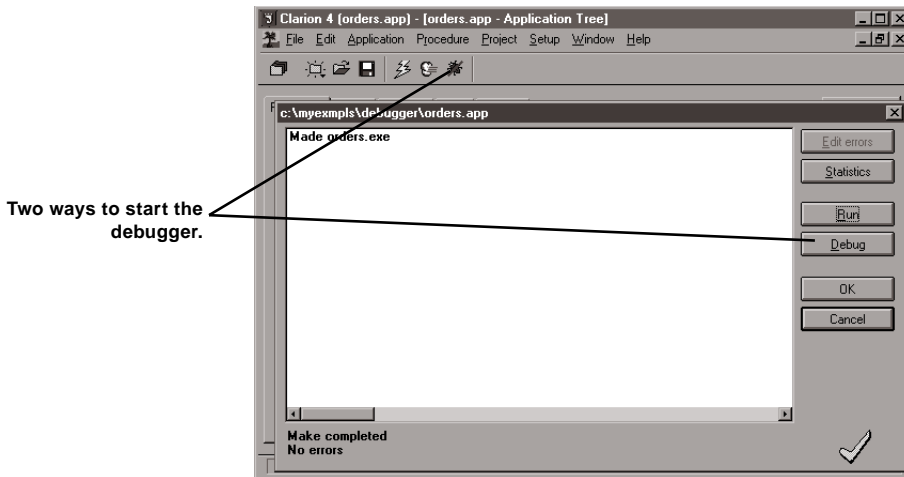 Clarion 4 (orders.app) - [orders.app - Application Tree]
File Edit Application Procedure Project Setup Window Help
c:\myexmpls\debugger\orders.app
Made orders.exe
Edit errors
Statistics
Two ways to start the
debugger.
Run
Debug
OK
Cancel
Make completed
No errors